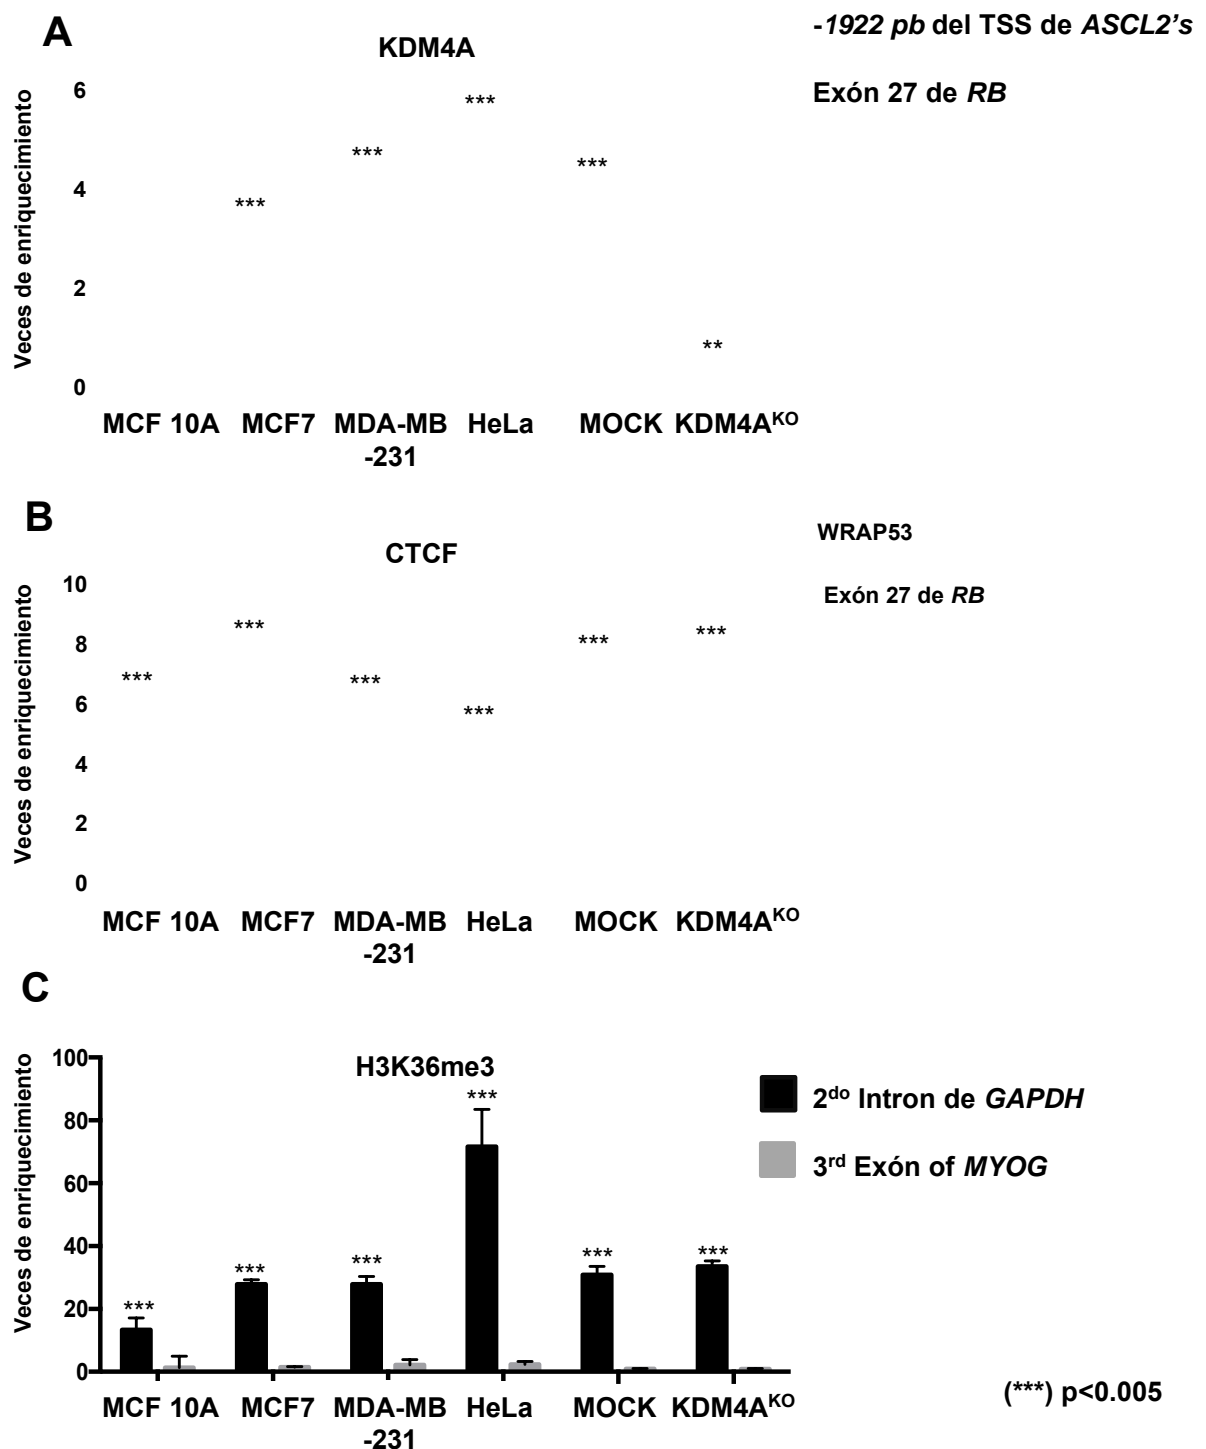 A
KDM4A
-1922 pb del TSS de ASCL2's
Exón 27 de RB
Veces de enriquecimiento
6
4
2
0
***
***
***
***
**
MCF 10A MCF7 MDA-MB -231 HeLa MOCK KDM4AKO
B
CTCF
WRAP53
Exón 27 de RB
Veces de enriquecimiento
10
8
6
4
2
0
***
***
***
***
***
***
MCF 10A MCF7 MDA-MB -231 HeLa MOCK KDM4AKO
C
H3K36me3
2do Intron de GAPDH
3rd Exón of MYOG
Veces de enriquecimiento
100
80
60
40
20
0
***
***
***
***
***
***
MCF 10A MCF7 MDA-MB -231 HeLa MOCK KDM4AKO
(***) p<0.005